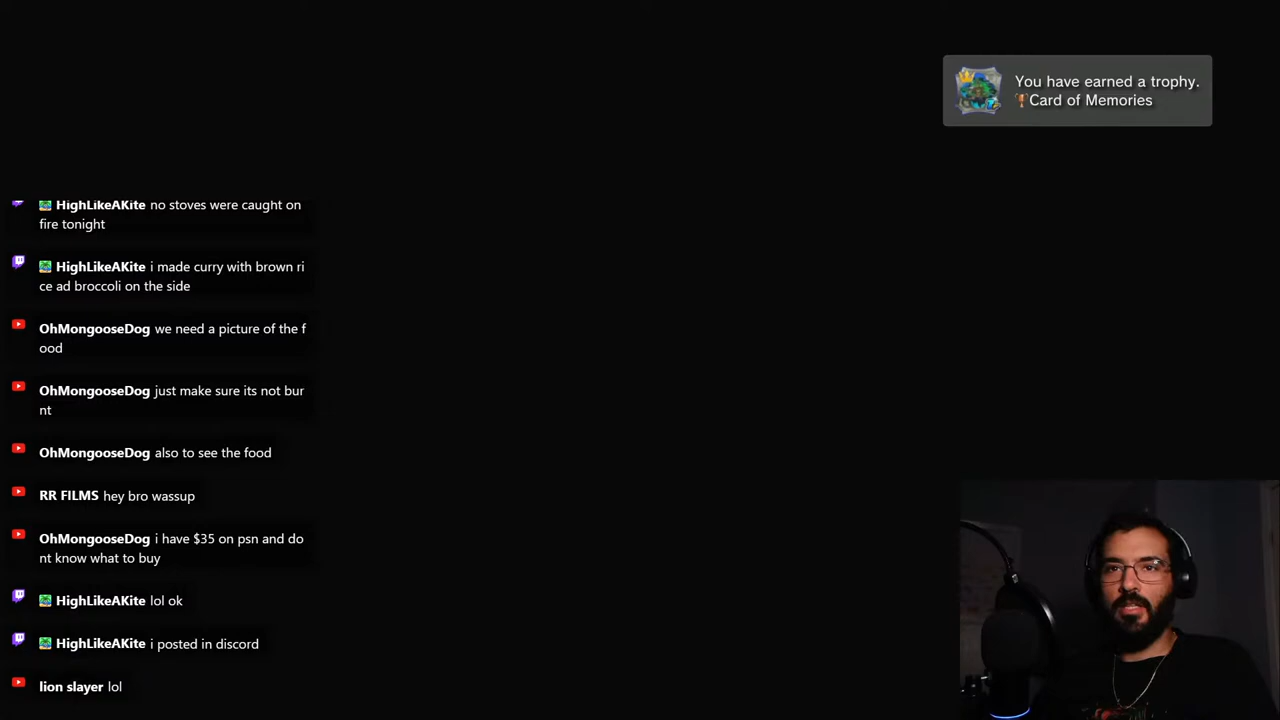 You have earned a trophy.
Card of Memories
HighLikeAKite no stoves were caught on
fire tonight
HighLikeAKite i made curry with brown ri
ce ad broccoli on the side
OhMongooseDog we need a picture of the f
ood
OhMongooseDog just make sure its not bur
nt
OhMongooseDog also to see the food
RR FILMS hey bro wassup
OhMongooseDog i have $35 on psn and do
nt know what to buy
HighLikeAKite lol ok
HighLikeAKite i posted in discord
lion slayer lol